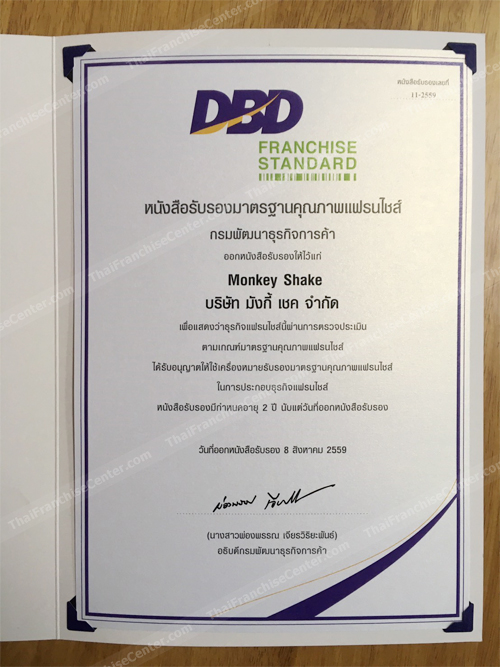 หนังสือรับรองเลขที่
11-2559
DBD
FRANCHISE
STANDARD
หนังสือรับรองมาตรฐานคุณภาพแฟรนไชส์
กรมพัฒนาธุรกิจการค้า
ออกหนังสือรับรองให้ไว้แก่
Monkey Shake
บริษัท มังกี้ เชค จำกัด
เพื่อแสดงว่าธุรกิจแฟรนไชส์นี้ผ่านการตรวจประเมิน
ตามเกณฑ์มาตรฐานคุณภาพแฟรนไชส์
ได้รับอนุญาตให้ใช้เครื่องหมายรับรองมาตรฐานคุณภาพแฟรนไชส์
ในการประกอบธุรกิจแฟรนไชส์
หนังสือรับรองมีกำหนดอายุ 2 ปี นับแต่วันที่ออกหนังสือรับรอง
วันที่ออกหนังสือรับรอง 8 สิงหาคม 2559
(นางสาวผ่องพรรณ เจียรวิริยะพันธ์)
อธิบดีกรมพัฒนาธุรกิจการค้า
ThaiFranchiseCenter.com